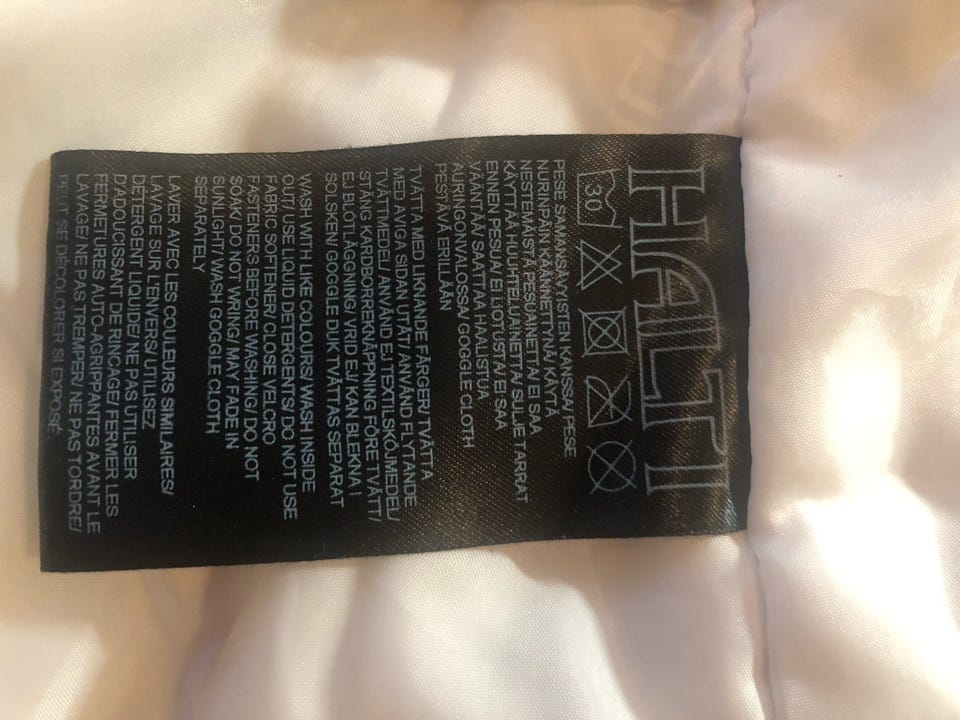 HALTI
30
PESE SAMANSÄVYISTEN KANSSA/ PESE
NURINPÄIN KÄÄNNETTYNÄ/ KÄYTÄ
NESTEMÄISTÄ PESUAINETTA/ EI SAA
KÄYTTÄÄ HUUHTELUAINETTA/ SULJE TARRAT
ENNEN PESUA/ EI LIOTUSTA/ EI SAA
VÄÄNTÄÄ/ SAATTAA HAALISTUA
AURINGONVALOSSA/ GOGGLE CLOTH
PESTÄVÄ ERILLÄÄN
TVÄTTA MED LIKNANDE FÄRGER/ TVÄTTA
MED AVIGA SIDAN UTÅT/ ANVÄND FLYTANDE
TVÄTTMEDEL/ ANVÄND EJ TEXTILSKÖJMEDEL/
STÄNG KARDBORREKNÄPPNING FÖRE TVÄTT/
EJ BLÖTLÄGGNING/ VRID EJ/ KAN BLEKNA I
SOLSKEN/ GOGGLE DUK TVÄTTAS SEPARAT
WASH WITH LIKE COLOURS/ WASH INSIDE
OUT/ USE LIQUID DETERGENTS/ DO NOT USE
FABRIC SOFTENER/ CLOSE VELCRO
FASTENERS BEFORE WASHING/ DO NOT
SOAK/ DO NOT WRING/ MAY FADE IN
SUNLIGHT/ WASH GOGGLE CLOTH
SEPARATELY
LAVER AVEC LES COULEURS SIMILAIRES/
LAVAGE SUR L'ENVERS/ UTILISEZ
DÉTERGENT LIQUIDE/ NE PAS UTILISER
D'ADOUCISSANT DE RINCAGE/ FERMER LES
FERMETURES AUTO-AGRIPPANTES AVANT LE
LAVAGE/ NE PAS TREMPER/ NE PAS TORDRE/
PEUT SE DÉCOLORER SI EXPOSÉ